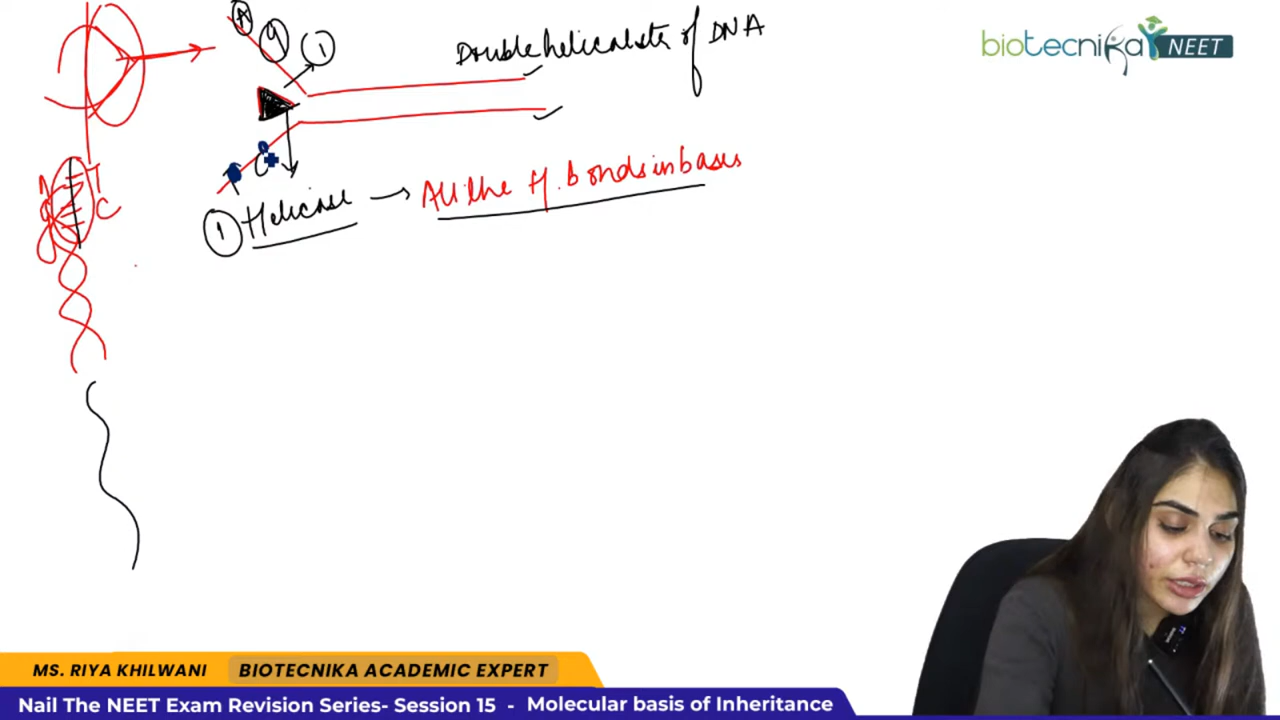 A
G
1
Double helical state of DNA
biotecnika NEET
A T
G C
T
C
1 Helicase → All the H. bonds in bases
MS. RIYA KHILWANI BIOTECNIKA ACADEMIC EXPERT
Nail The NEET Exam Revision Series- Session 15 - Molecular basis of Inheritance